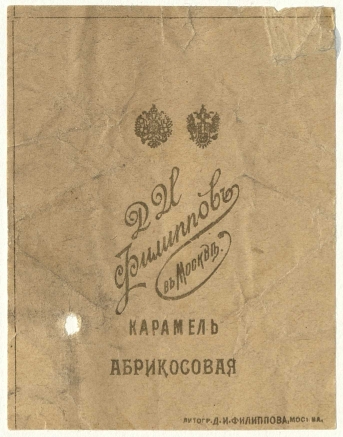 Д И
Филипповъ
въ Москвѣ
КАРАМЕЛЬ
АБРИКОСОВАЯ
ЛИТОГР. Д. И. ФИЛИППОВА, МОСКВА.